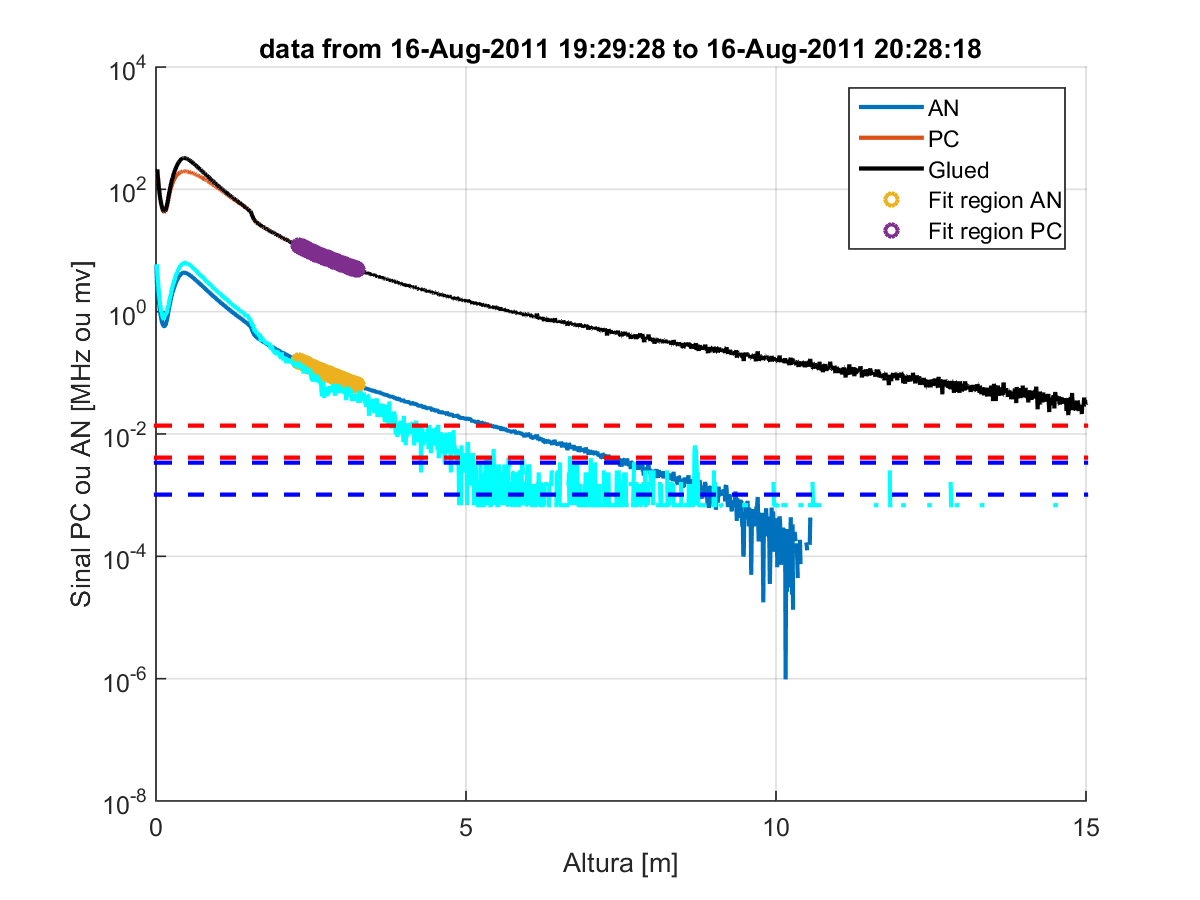 data from 16-Aug-2011 19:29:28 to 16-Aug-2011 20:28:18
10^4
10^2
10^0
10^-2
10^-4
10^-6
10^-8
Sinal PC ou AN [MHz ou mv]
AN
PC
Glued
Fit region AN
Fit region PC
0
5
10
15
Altura [m]